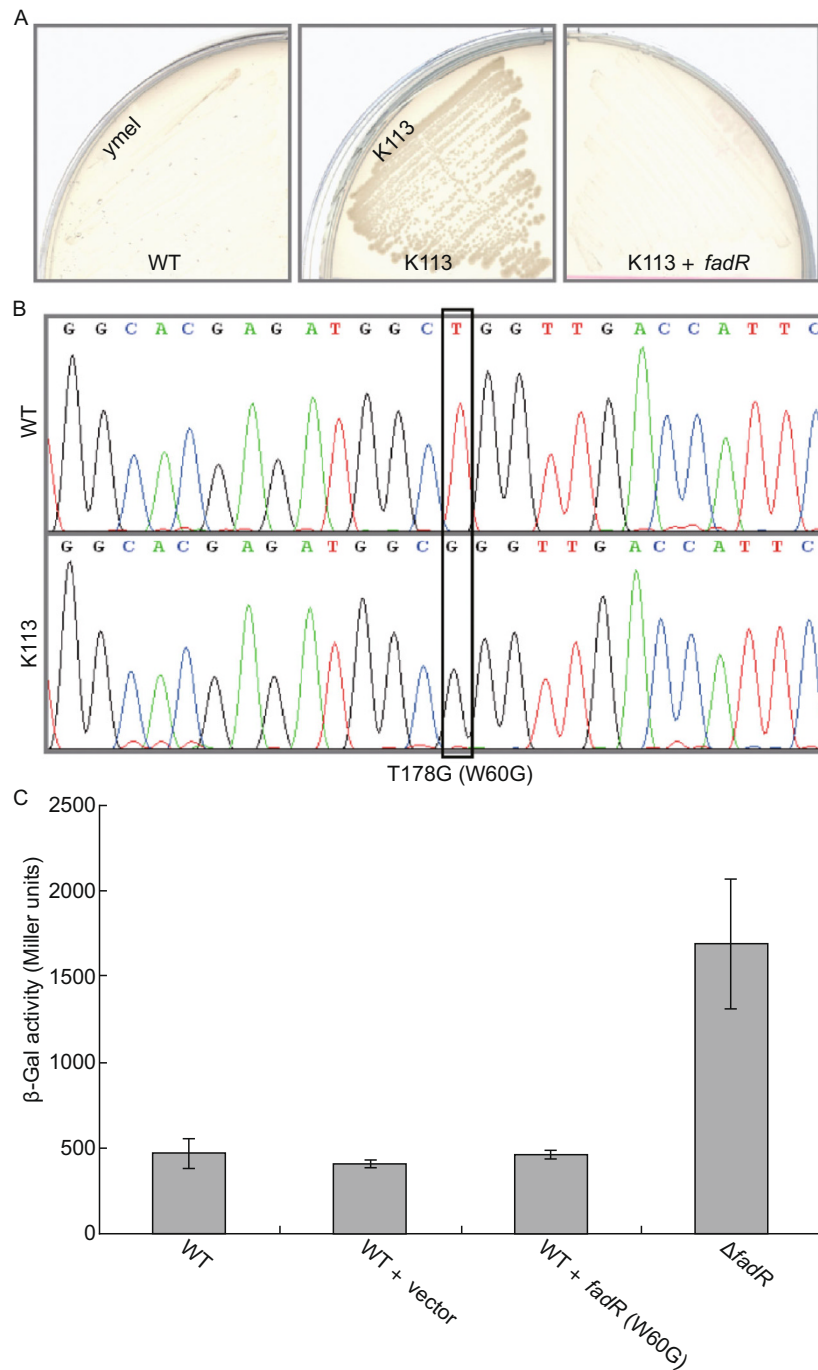 A
ymel
WT
K113
K113
K113 + fadR
B
G G C A C G A G A T G G C T G G T T G A C C A T T C
WT
G G C A C G A G A T G G C G G G T T G A C C A T T C
K113
T178G (W60G)
C
β-Gal activity (Miller units)
2500
2000
1500
1000
500
0
WT
WT + vector
WT + fadR (W60G)
ΔfadR